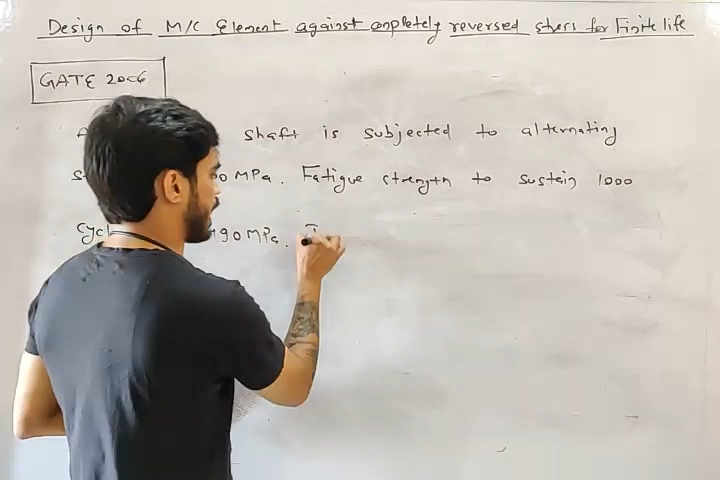 Design of M/C Element against completely reversed stress for Finite life
GATE 2006
A shaft is subjected to alternating
MPa. Fatigue strength to sustain 1000
490 MPa.